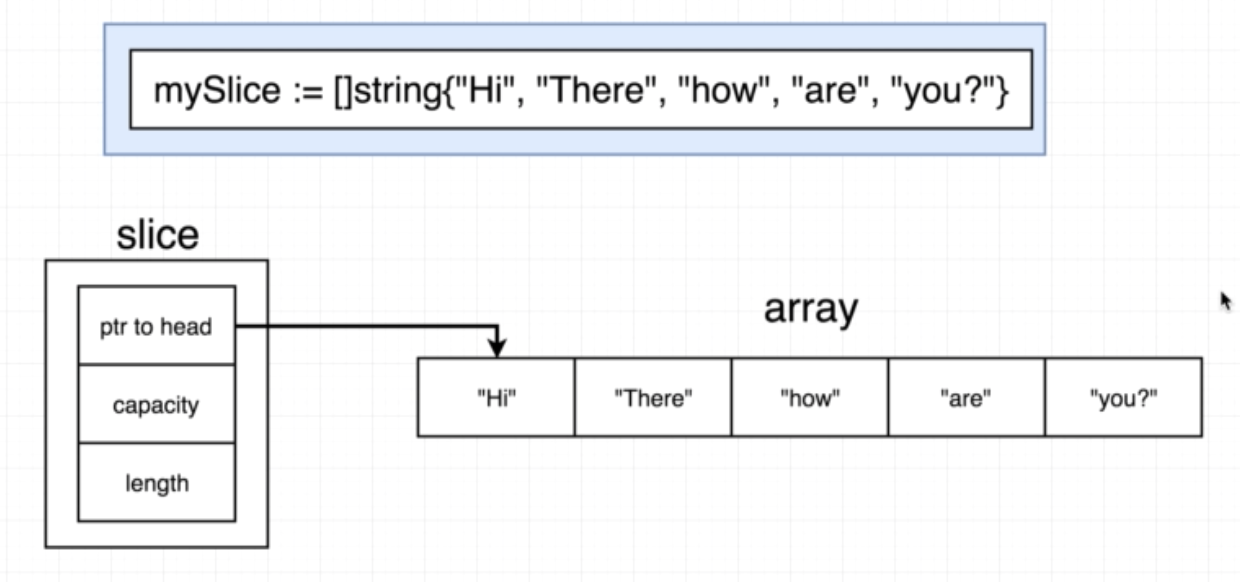 mySlice := []string{"Hi", "There", "how", "are", "you?"}
slice
ptr to head
capacity
length
array
"Hi" "There" "how" "are" "you?"